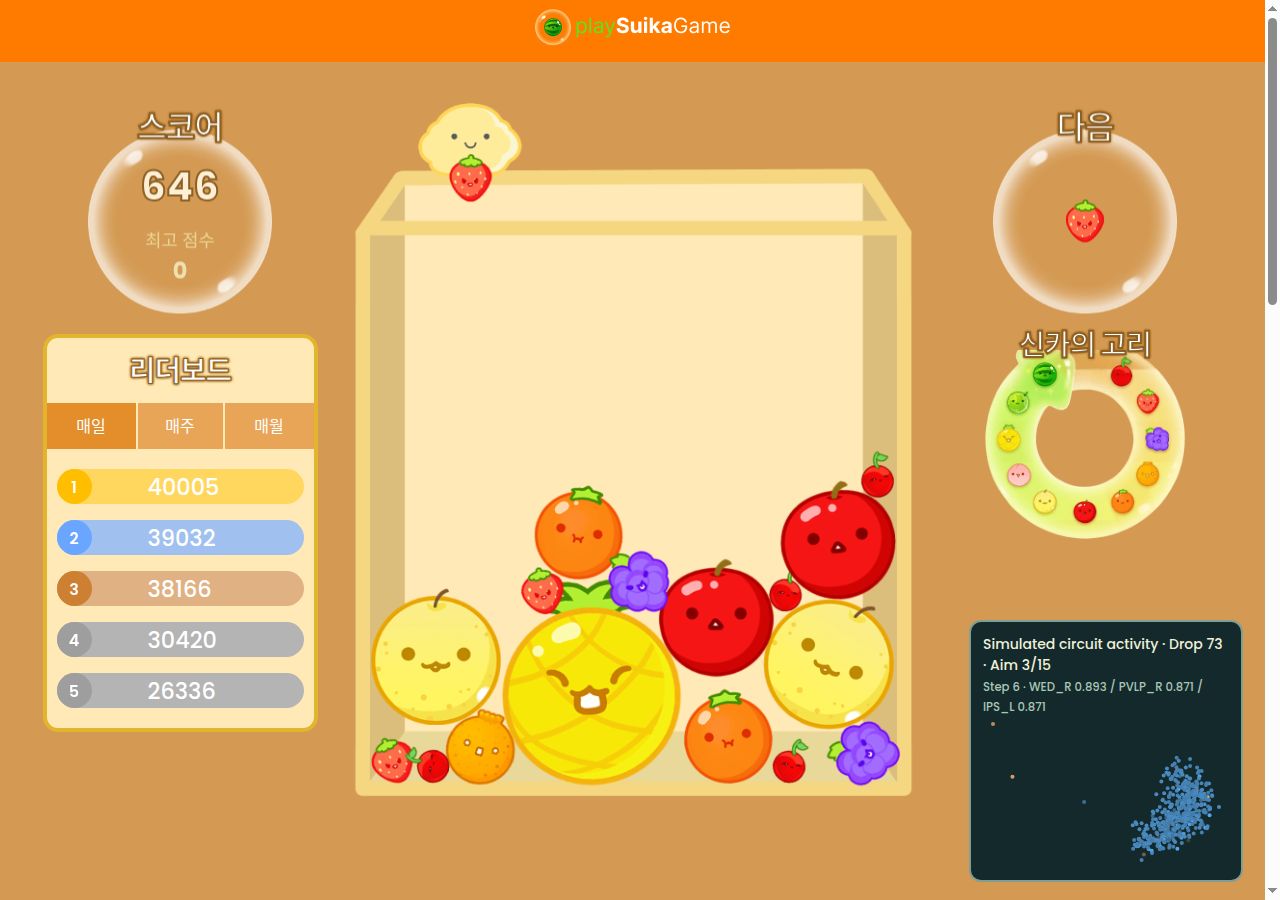 playSuikaGame
스코어
646
최고 점수
0
리더보드
매일
매주
매월
1 40005
2 39032
3 38166
4 30420
5 26336
다음
신카의 고리
Simulated circuit activity · Drop 73
· Aim 3/15
Step 6 · WED_R 0.893 / PVLP_R 0.871 /
IPS_L 0.871